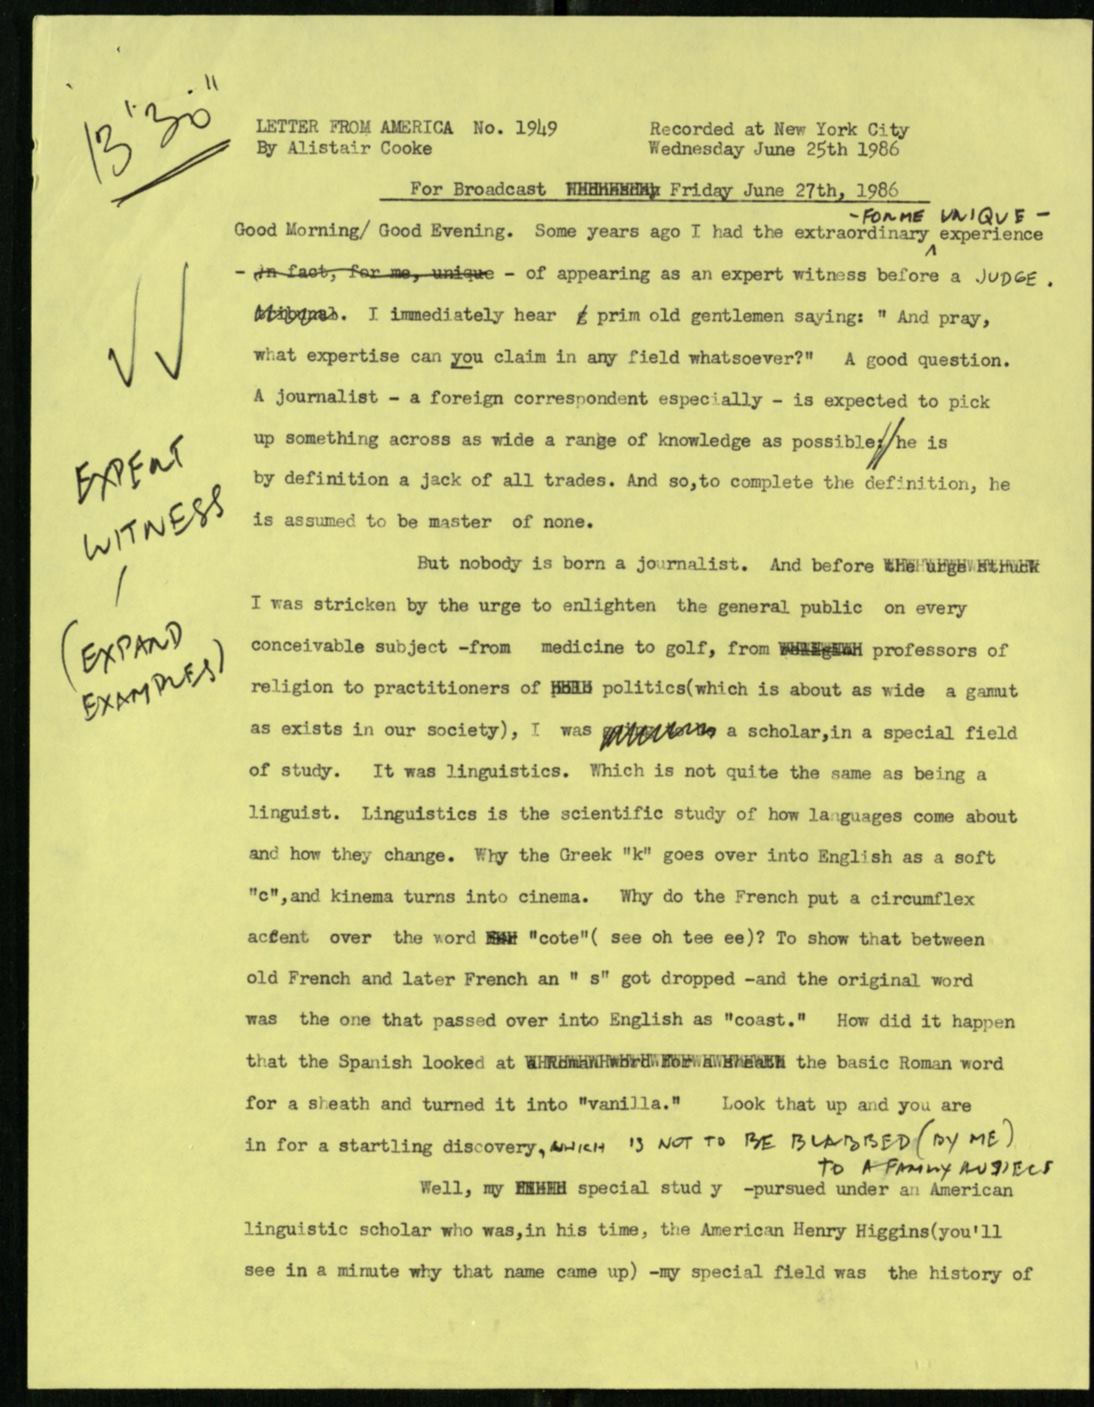 13'30"
LETTER FROM AMERICA No. 1949
By Alistair Cooke
Recorded at New York City
Wednesday June 25th 1986
For Broadcast Friday June 27th, 1986
- FOR ME UNIQUE -
Good Morning/ Good Evening. Some years ago I had the extraordinary experience
- in fact, for me, unique - of appearing as an expert witness before a JUDGE.
tribunal. I immediately hear prim old gentlemen saying: " And pray,
what expertise can you claim in any field whatsoever?" A good question.
A journalist - a foreign correspondent especially - is expected to pick
up something across as wide a range of knowledge as possible; // he is
by definition a jack of all trades. And so,to complete the definition, he
is assumed to be master of none.
EXPERT
WITNESS
/
(EXPAND
EXAMPLES)
But nobody is born a journalist. And before the urge struck
I was stricken by the urge to enlighten the general public on every
conceivable subject -from medicine to golf, from professors of
religion to practitioners of politics(which is about as wide a gamut
as exists in our society), I was a scholar,in a special field
of study. It was linguistics. Which is not quite the same as being a
linguist. Linguistics is the scientific study of how languages come about
and how they change. Why the Greek "k" goes over into English as a soft
"c",and kinema turns into cinema. Why do the French put a circumflex
accent over the word "cote"( see oh tee ee)? To show that between
old French and later French an " s" got dropped -and the original word
was the one that passed over into English as "coast." How did it happen
that the Spanish looked at a Roman word for a sheath the basic Roman word
for a sheath and turned it into "vanilla." Look that up and you are
in for a startling discovery, WHICH IS NOT TO BE BLABBED (BY ME)
TO A FAMILY AUDIECE
Well, my special stud y -pursued under an American
linguistic scholar who was,in his time, the American Henry Higgins(you'll
see in a minute why that name came up) -my special field was the history of